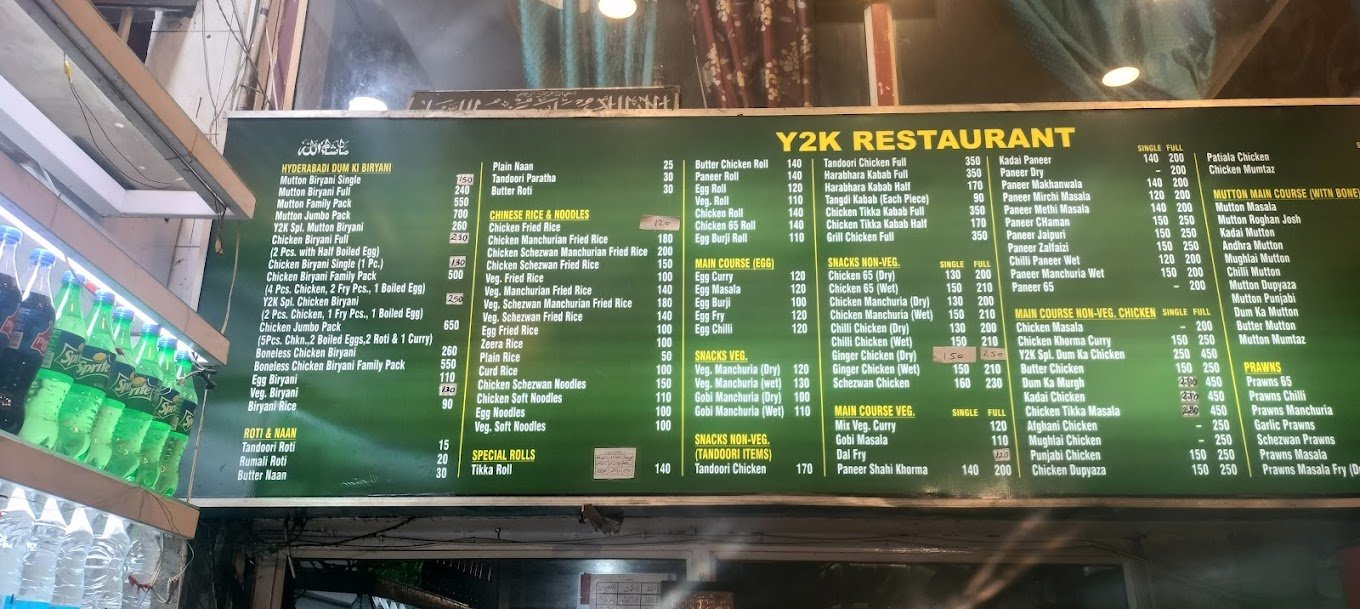 ماشاءالله
Y2K RESTAURANT
HYDERABADI DUM KI BIRYANI
Mutton Biryani Single 150
Mutton Biryani Full 240
Mutton Family Pack 550
Mutton Jumbo Pack 700
Y2K Spl. Mutton Biryani 260
Chicken Biryani Full 230
(2 Pcs. with Half Boiled Egg)
Chicken Biryani Single (1 Pc.) 130
Chicken Biryani Family Pack 500
(4 Pcs. Chicken, 2 Fry Pcs., 1 Boiled Egg)
Y2K Spl. Chicken Biryani 250
(2 Pcs. Chicken, 1 Fry Pcs., 1 Boiled Egg)
Chicken Jumbo Pack 650
(5Pcs. Chkn.,2 Boiled Eggs,2 Roti & 1 Curry)
Boneless Chicken Biryani 260
Boneless Chicken Biryani Family Pack 550
Egg Biryani 110
Veg. Biryani 130
Biryani Rice 90
ROTI & NAAN
Tandoori Roti 15
Rumali Roti 20
Butter Naan 30
Plain Naan 25
Tandoori Paratha 30
Butter Roti 30
CHINESE RICE & NOODLES
Chicken Fried Rice 120
Chicken Manchurian Fried Rice 180
Chicken Schezwan Manchurian Fried Rice 200
Chicken Schezwan Fried Rice 150
Veg. Fried Rice 100
Veg. Manchurian Fried Rice 140
Veg. Schezwan Manchurian Fried Rice 180
Veg. Schezwan Fried Rice 140
Egg Fried Rice 100
Zeera Rice 100
Plain Rice 50
Curd Rice 100
Chicken Schezwan Noodles 150
Chicken Soft Noodles 110
Egg Noodles 100
Veg. Soft Noodles 100
SPECIAL ROLLS
Tikka Roll 140
Butter Chicken Roll 140
Paneer Roll 140
Egg Roll 120
Veg. Roll 110
Chicken Roll 140
Chicken 65 Roll 140
Egg Burji Roll 110
MAIN COURSE (EGG)
Egg Curry 120
Egg Masala 120
Egg Burji 100
Egg Fry 120
Egg Chilli 120
SNACKS VEG.
Veg. Manchuria (Dry) 120
Veg. Manchuria (wet) 130
Gobi Manchuria (Dry) 110
Gobi Manchuria (Wet) 110
SNACKS NON-VEG.
(TANDOORI ITEMS)
Tandoori Chicken 170
Tandoori Chicken Full 350
Harabhara Kabab Full 350
Harabhara Kabab Half 170
Tangdi Kabab (Each Piece) 90
Chicken Tikka Kabab Full 350
Chicken Tikka Kabab Half 170
Grill Chicken Full 350
SNACKS NON-VEG. SINGLE FULL
Chicken 65 (Dry) 130 200
Chicken 65 (Wet) 150 210
Chicken Manchuria (Dry) 130 200
Chicken Manchuria (Wet) 150 210
Chilli Chicken (Dry) 130 200
Chilli Chicken (Wet) 150 210
Ginger Chicken (Dry) 150 250
Ginger Chicken (Wet) 150 210
Schezwan Chicken 160 230
MAIN COURSE VEG. SINGLE FULL
Mix Veg. Curry 120
Gobi Masala 110
Dal Fry 120
Paneer Shahi Khorma 140 200
SINGLE FULL
Kadai Paneer 140 200
Paneer Dry – 200
Paneer Makhanwala 140 200
Paneer Mirchi Masala 120 200
Paneer Methi Masala 140 200
Paneer CHaman 150 250
Paneer Jaipuri 150 250
Paneer Zalfaizi 150 250
Chilli Paneer Wet 120 200
Paneer Manchuria Wet 150 200
Paneer 65 – 200
MAIN COURSE NON-VEG. CHICKEN SINGLE FULL
Chicken Masala – 200
Chicken Khorma Curry 150 250
Y2K Spl. Dum Ka Chicken 250 450
Butter Chicken 150 250
Dum Ka Murgh 230 450
Kadai Chicken 230 450
Chicken Tikka Masala 230 450
Afghani Chicken – 250
Mughlai Chicken – 250
Punjabi Chicken 150 250
Chicken Dupyaza 150 250
Patiala Chicken
Chicken Mumtaz
MUTTON MAIN COURSE (WITH BONE
Mutton Masala
Mutton Roghan Josh
Kadai Mutton
Andhra Mutton
Mughlai Mutton
Chilli Mutton
Mutton Dupyaza
Mutton Punjabi
Dum Ka Mutton
Butter Mutton
Mutton Mumtaz
PRAWNS
Prawns 65
Prawns Chilli
Prawns Manchuria
Garlic Prawns
Schezwan Prawns
Prawns Masala
Prawns Masala Fry
Sprite
Sprite
Sprite
Sprite